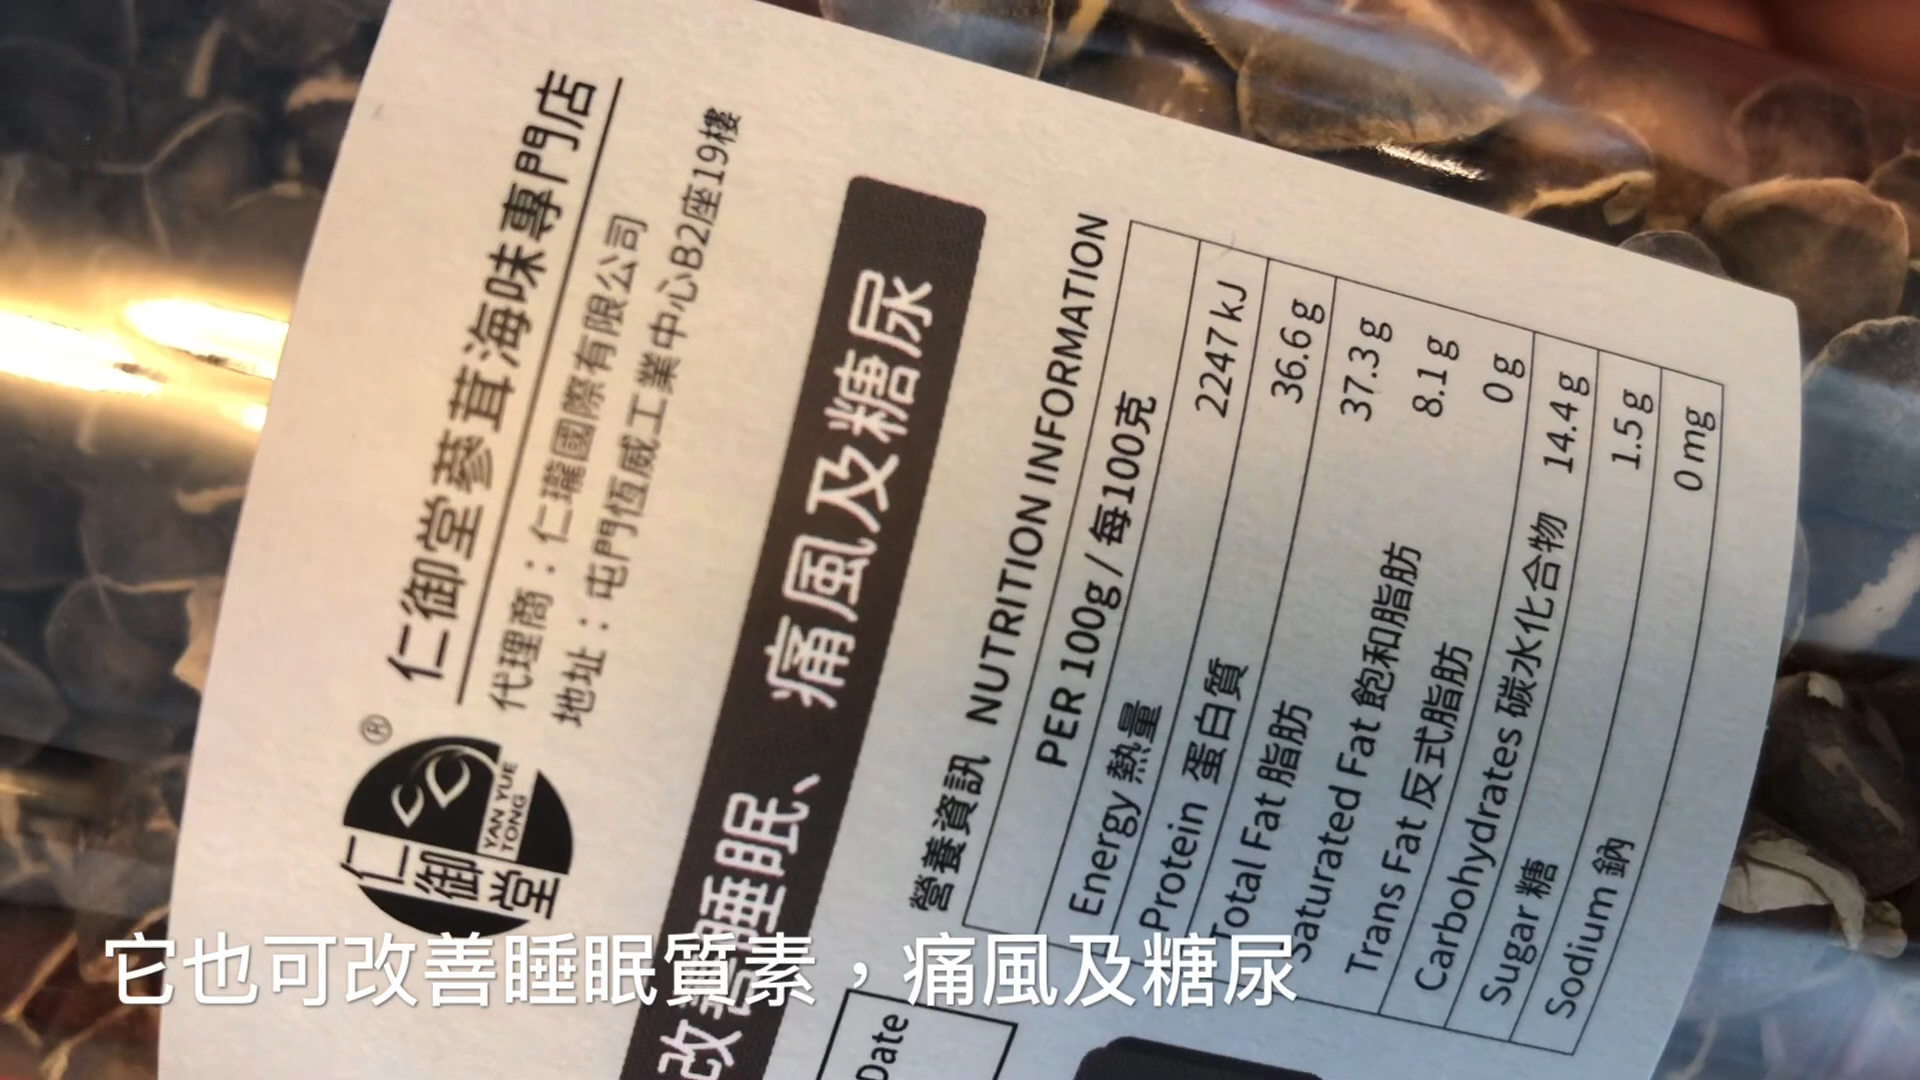 仁御堂蔘茸海味專門店
代理商：仁瓏國際有限公司
地址：屯門恆威工業中心B2座19樓
仁
御
堂
YAN YUE
TONG
®
改善睡眠、痛風及糖尿
營養資訊 NUTRITION INFORMATION
PER 100g / 每100克
Energy 熱量 2247 kJ
Protein 蛋白質 36.6 g
Total Fat 脂肪 37.3 g
Saturated Fat 飽和脂肪 8.1 g
Trans Fat 反式脂肪 0 g
Carbohydrates 碳水化合物 14.4 g
Sugar 糖 1.5 g
Sodium 鈉 0 mg
Date
它也可改善睡眠質素，痛風及糖尿